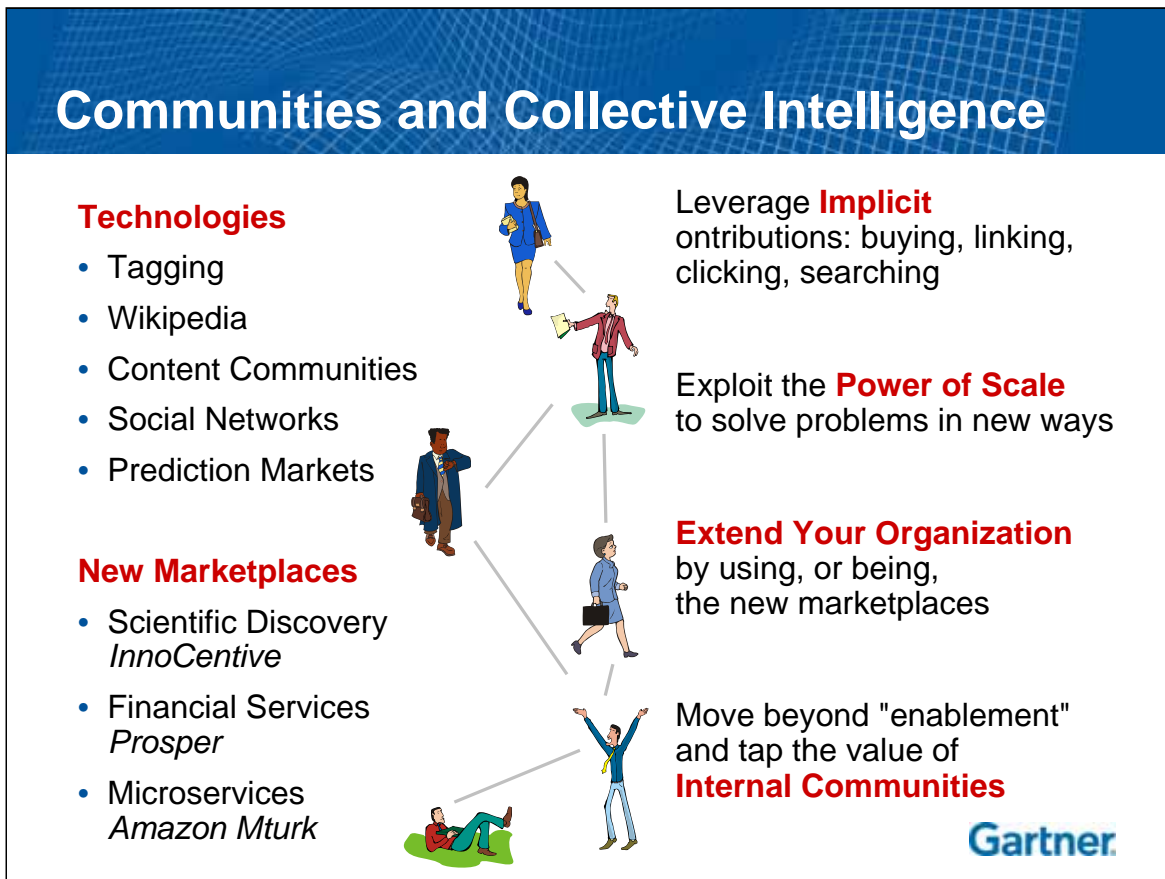 Communities and Collective Intelligence
Technologies
• Tagging
• Wikipedia
• Content Communities
• Social Networks
• Prediction Markets
New Marketplaces
• Scientific Discovery
InnoCentive
• Financial Services
Prosper
• Microservices
Amazon Mturk
Leverage Implicit
ontributions: buying, linking,
clicking, searching
Exploit the Power of Scale
to solve problems in new ways
Extend Your Organization
by using, or being,
the new marketplaces
Move beyond "enablement"
and tap the value of
Internal Communities
Gartner.